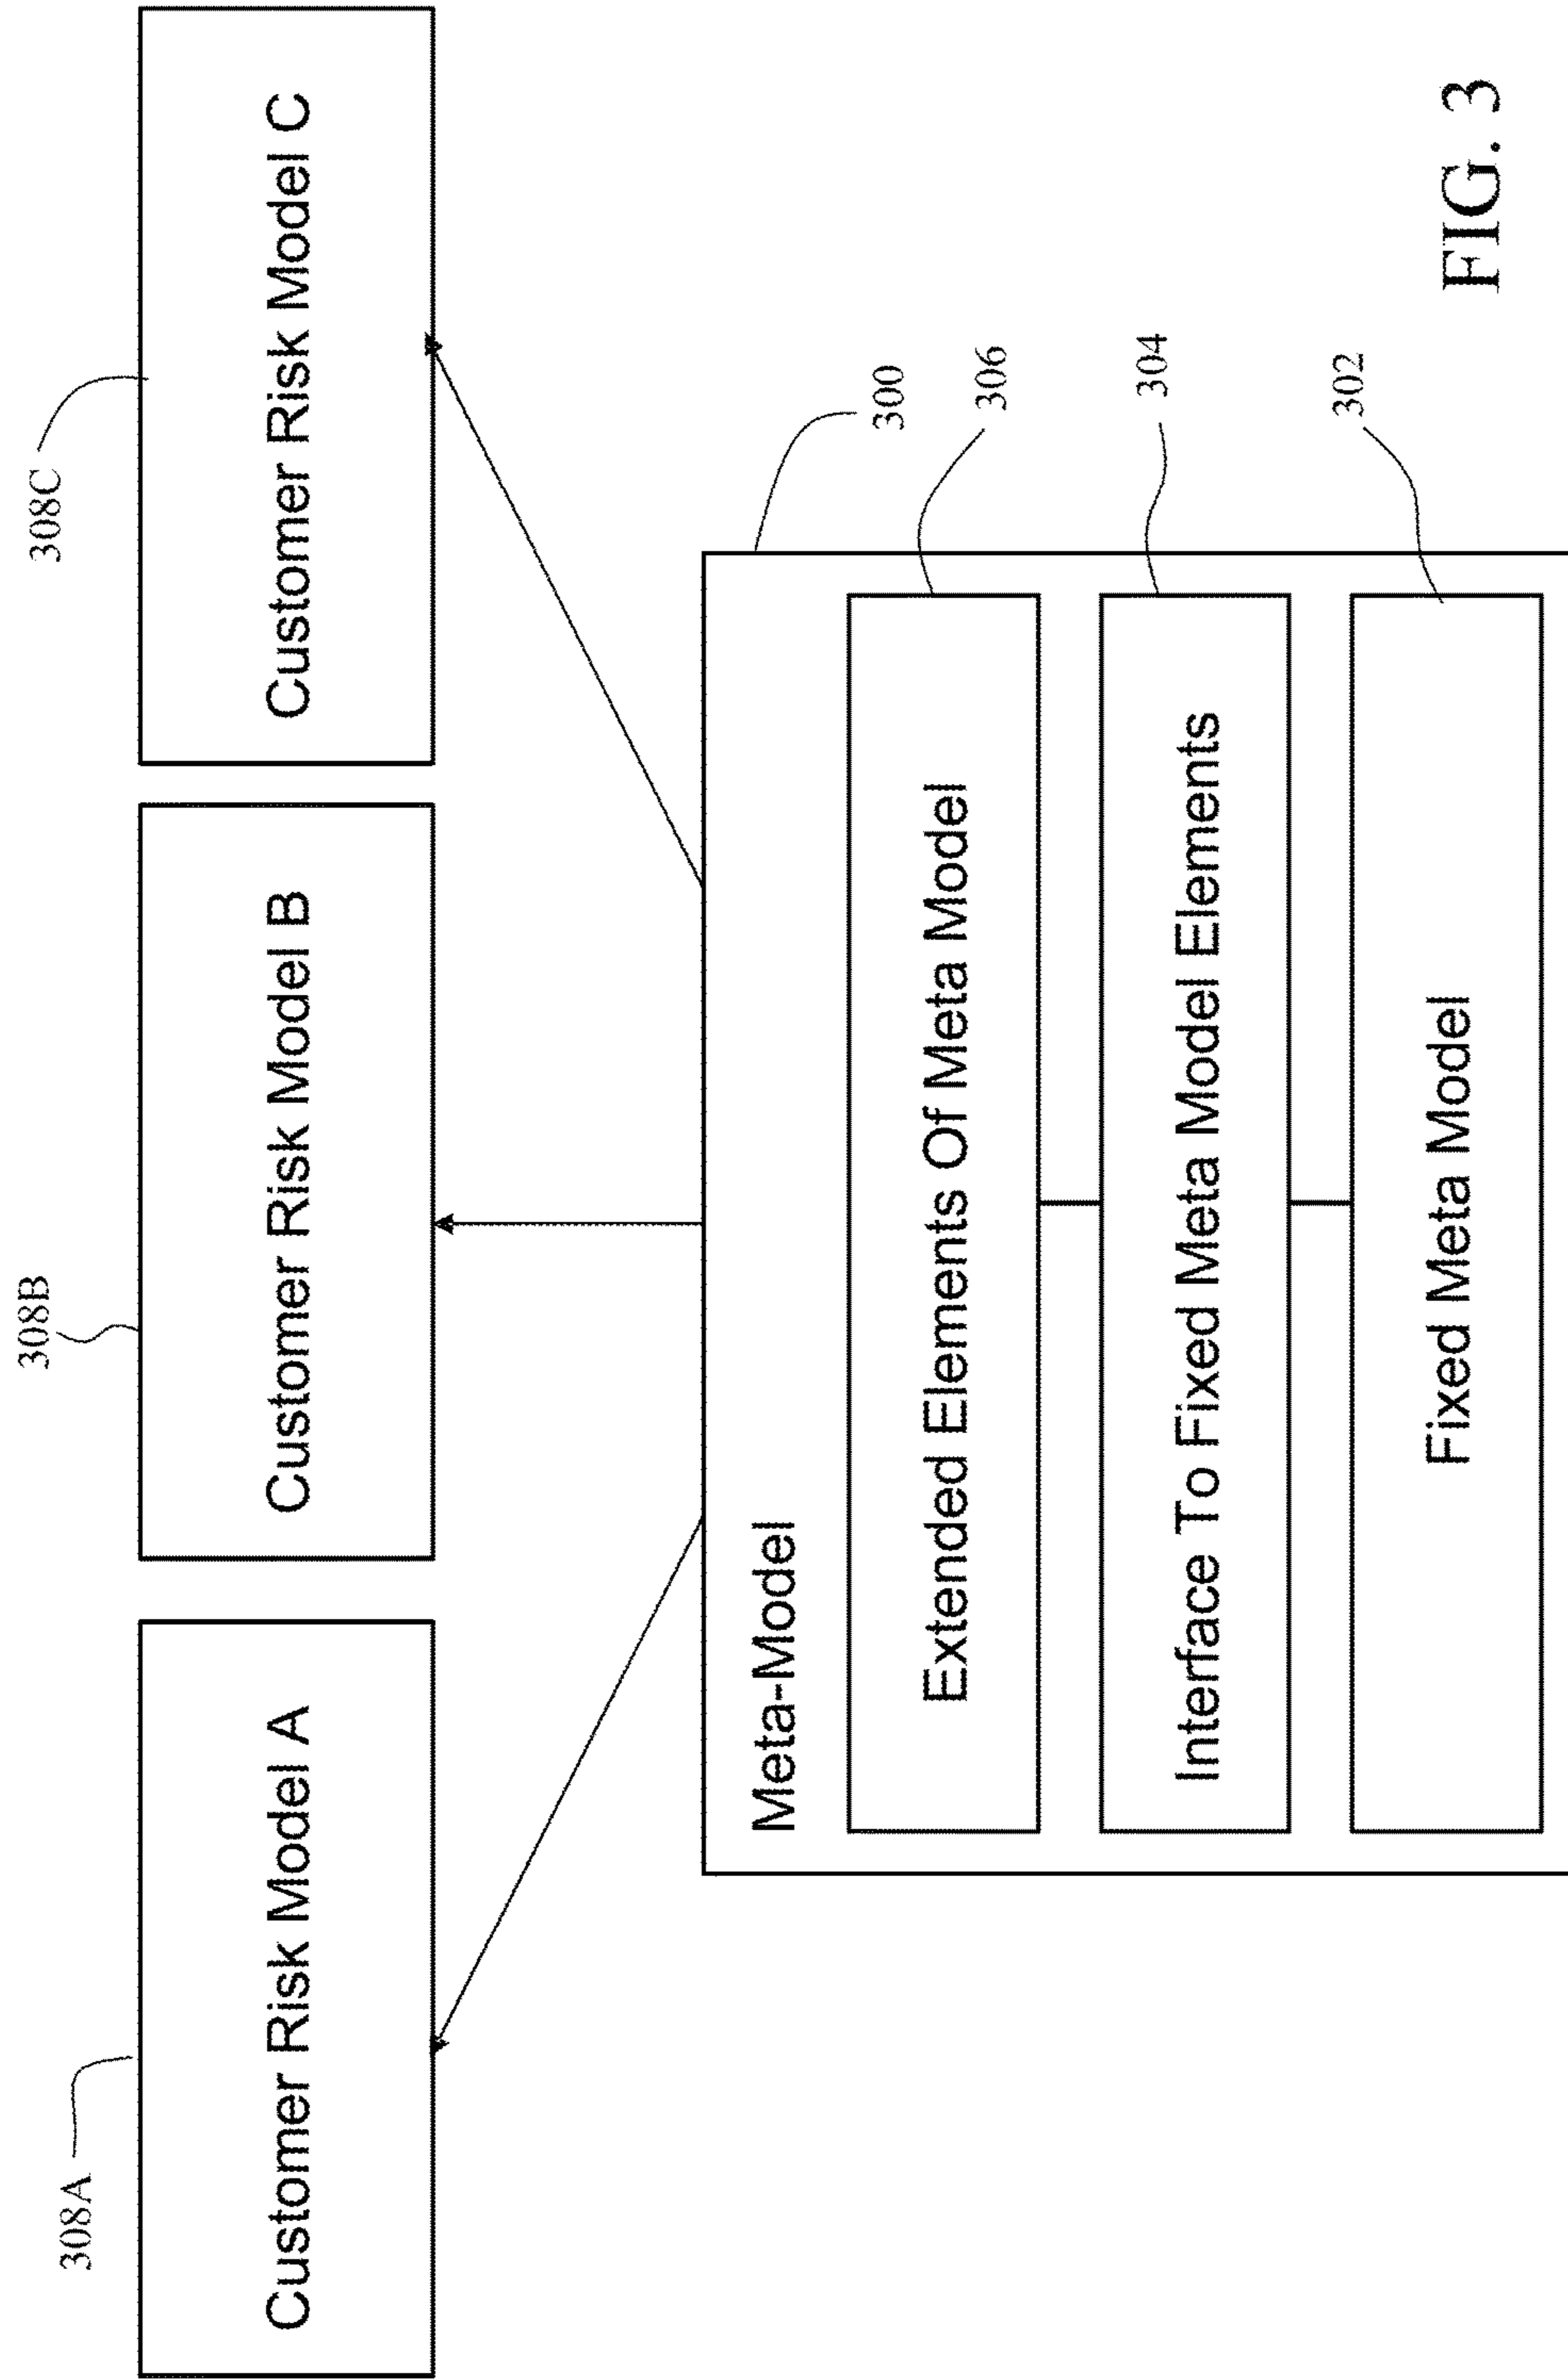 308A
308B
308C
Customer Risk Model A
Customer Risk Model B
Customer Risk Model C
300
Meta-Model
306
Extended Elements Of Meta Model
304
Interface To Fixed Meta Model Elements
302
Fixed Meta Model
FIG. 3